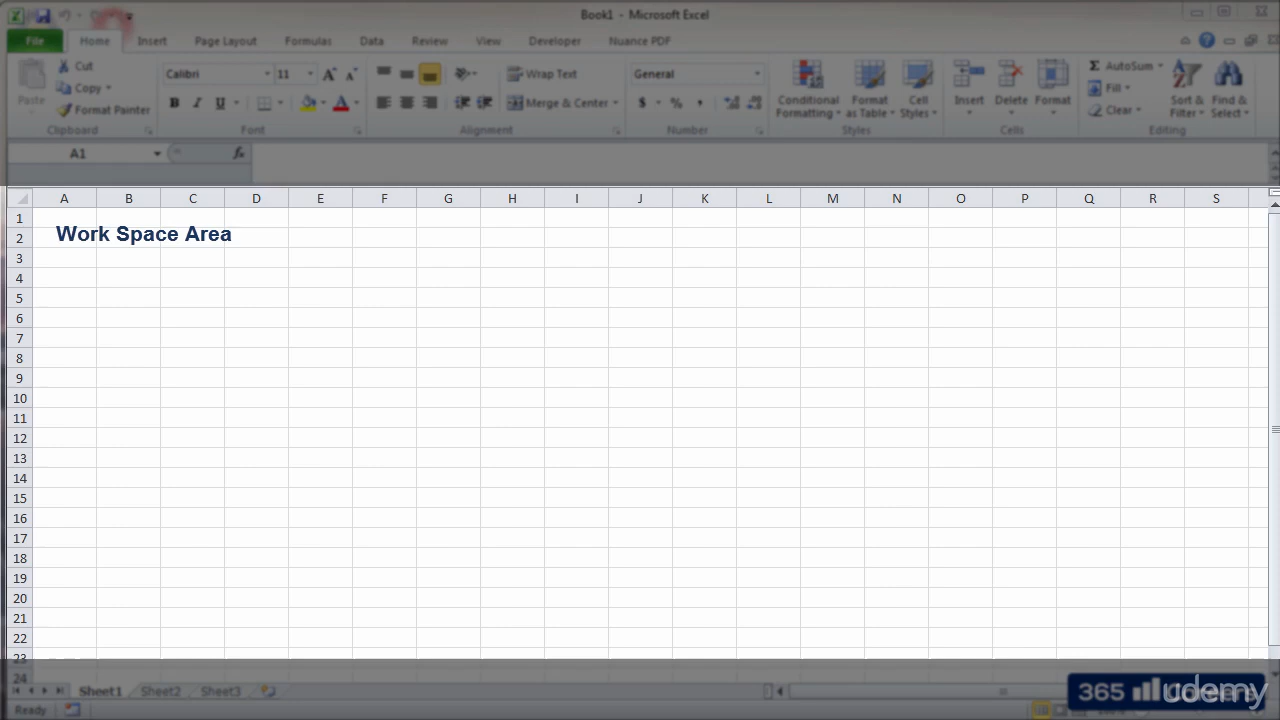 Book1 - Microsoft Excel
File Home Insert Page Layout Formulas Data Review View Developer Nuance PDF
Cut Calibri 11 Wrap Text General AutoSum
Copy Fill
Paste Format Painter B I U Merge & Center $ % , Conditional Formatting Format as Table Cell Styles Insert Delete Format Clear Sort & Filter Find & Select
Clipboard Font Alignment Number Styles Cells Editing
A1 fx
A B C D E F G H I J K L M N O P Q R S
1
Work Space Area
2
3
4
5
6
7
8
9
10
11
12
13
14
15
16
17
18
19
20
21
22
23
24
Sheet1 Sheet2 Sheet3
365 udemy
Ready